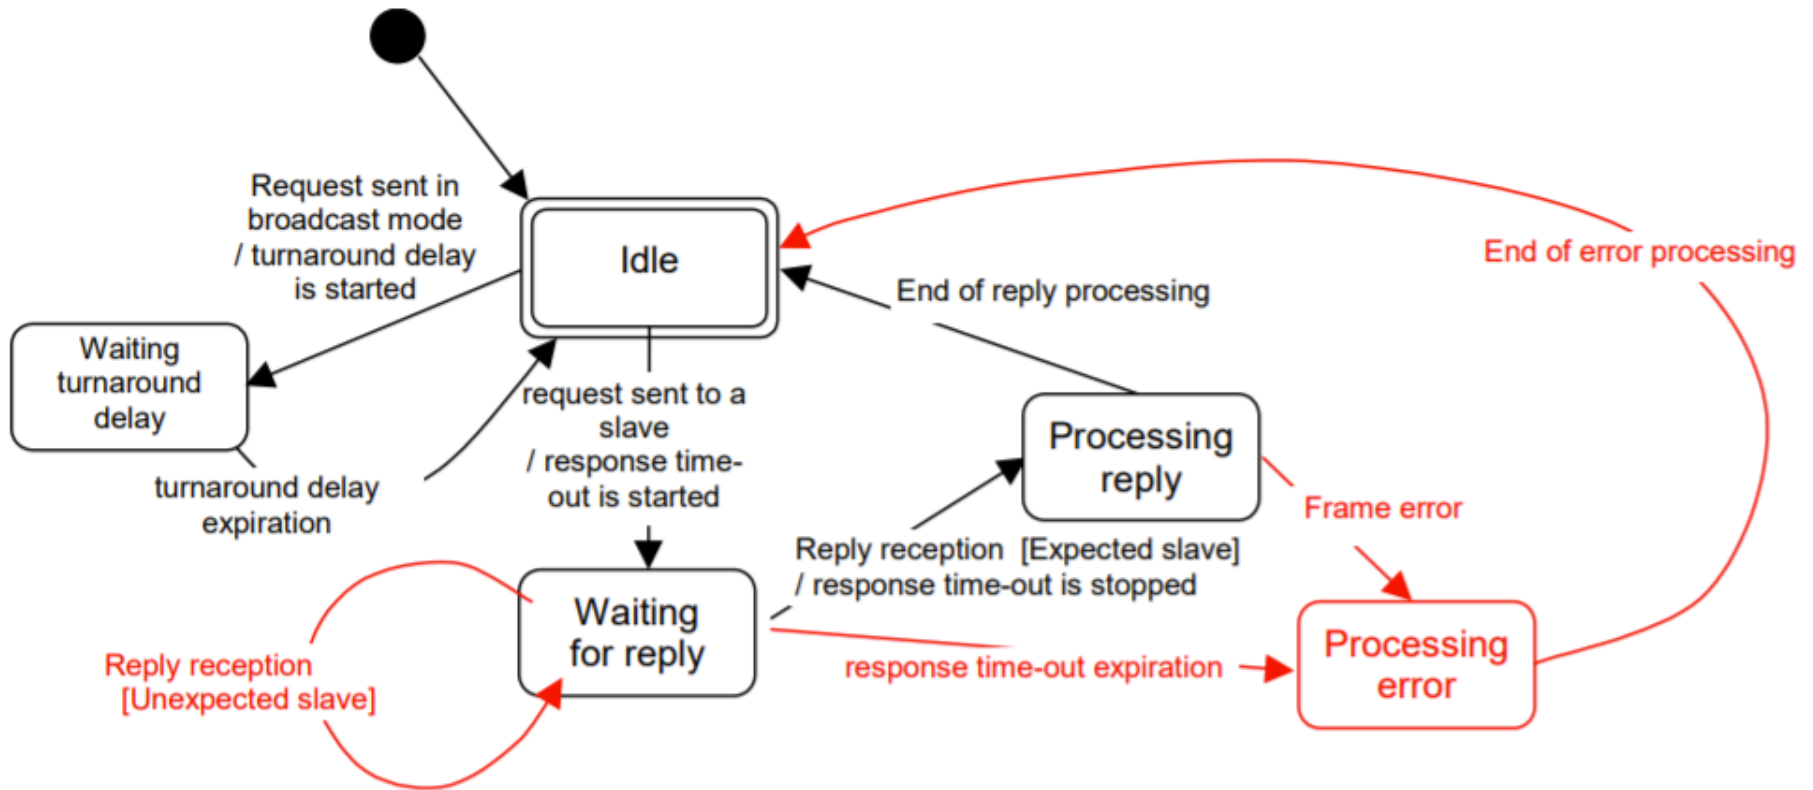 Request sent in
broadcast mode
/ turnaround delay
is started
Idle
End of error processing
End of reply processing
Waiting
turnaround
delay
request sent to a
slave
/ response time-
out is started
Processing
reply
turnaround delay
expiration
Frame error
Reply reception [Expected slave]
/ response time-out is stopped
Waiting
for reply
Reply reception
[Unexpected slave]
response time-out expiration
Processing
error